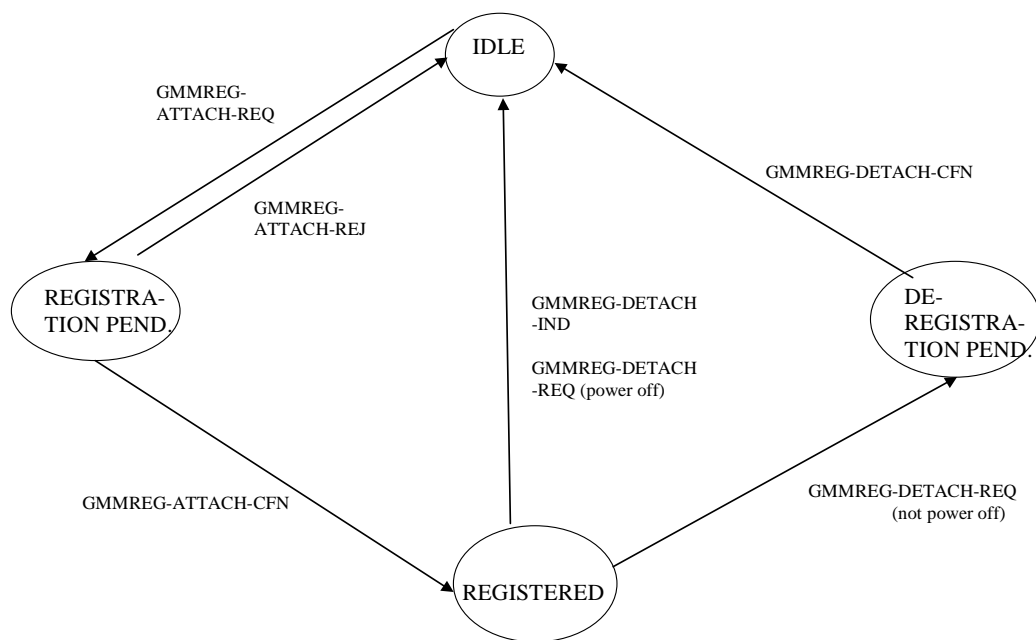 IDLE
GMMREG-
ATTACH-REQ
GMMREG-DETACH-CFN
GMMREG-
ATTACH-REJ
REGISTRA-
TION PEND.
GMMREG-DETACH
-IND
GMMREG-DETACH
-REQ (power off)
DE-
REGISTRA-
TION PEND.
GMMREG-ATTACH-CFN
GMMREG-DETACH-REQ
(not power off)
REGISTERED